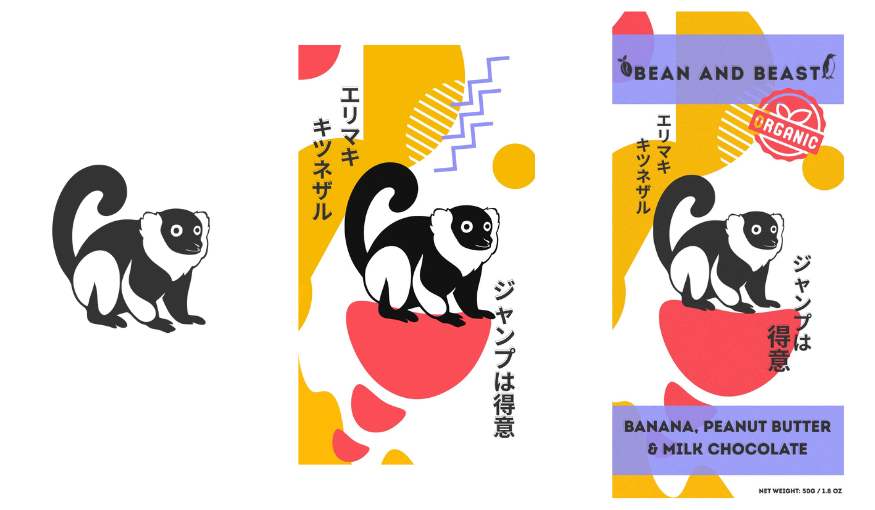 エリマキ
キツネザル
ジャンプは得意
BEAN AND BEAST
ORGANIC
エリマキ
キツネザル
ジャンプは
得意
BANANA, PEANUT BUTTER
& MILK CHOCOLATE
NET WEIGHT: 50G / 1.8 OZ